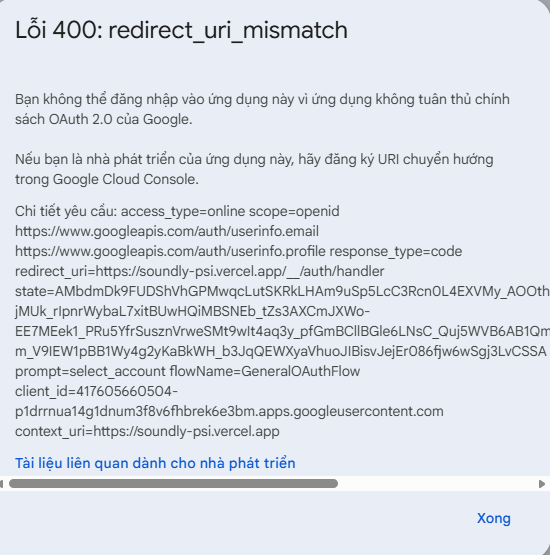 Lỗi 400: redirect_uri_mismatch
Bạn không thể đăng nhập vào ứng dụng này vì ứng dụng không tuân thủ chính
sách OAuth 2.0 của Google.
Nếu bạn là nhà phát triển của ứng dụng này, hãy đăng ký URI chuyển hướng
trong Google Cloud Console.
Chi tiết yêu cầu: access_type=online scope=openid
https://www.googleapis.com/auth/userinfo.email
https://www.googleapis.com/auth/userinfo.profile response_type=code
redirect_uri=https://soundly-psi.vercel.app/__/auth/handler
state=AMbdmDk9FUDShVhGPMwqcLutSKRkLHAm9uSp5LcC3Rcn0L4EXVMy_AOOth
jMUk_rIpnrWybaL7xitBUwHQiMBSNEb_tZs3AXCmJXWo-
EE7MEek1_PRu5YfrSusznVrweSMt9wIt4aq3y_pfGmBCllBGle6LNsC_Quj5WVB6AB1Qm
m_V9IEW1pBB1Wy4g2yKaBkWH_b3JqQEWXyaVhuoJIBisvJejEr086fjw6wSgj3LvCSSA
prompt=select_account flowName=GeneralOAuthFlow
client_id=417605660504-
p1drrnua14g1dnum3f8v6fhbrek6e3bm.apps.googleusercontent.com
context_uri=https://soundly-psi.vercel.app
Tài liệu liên quan dành cho nhà phát triển
Xong